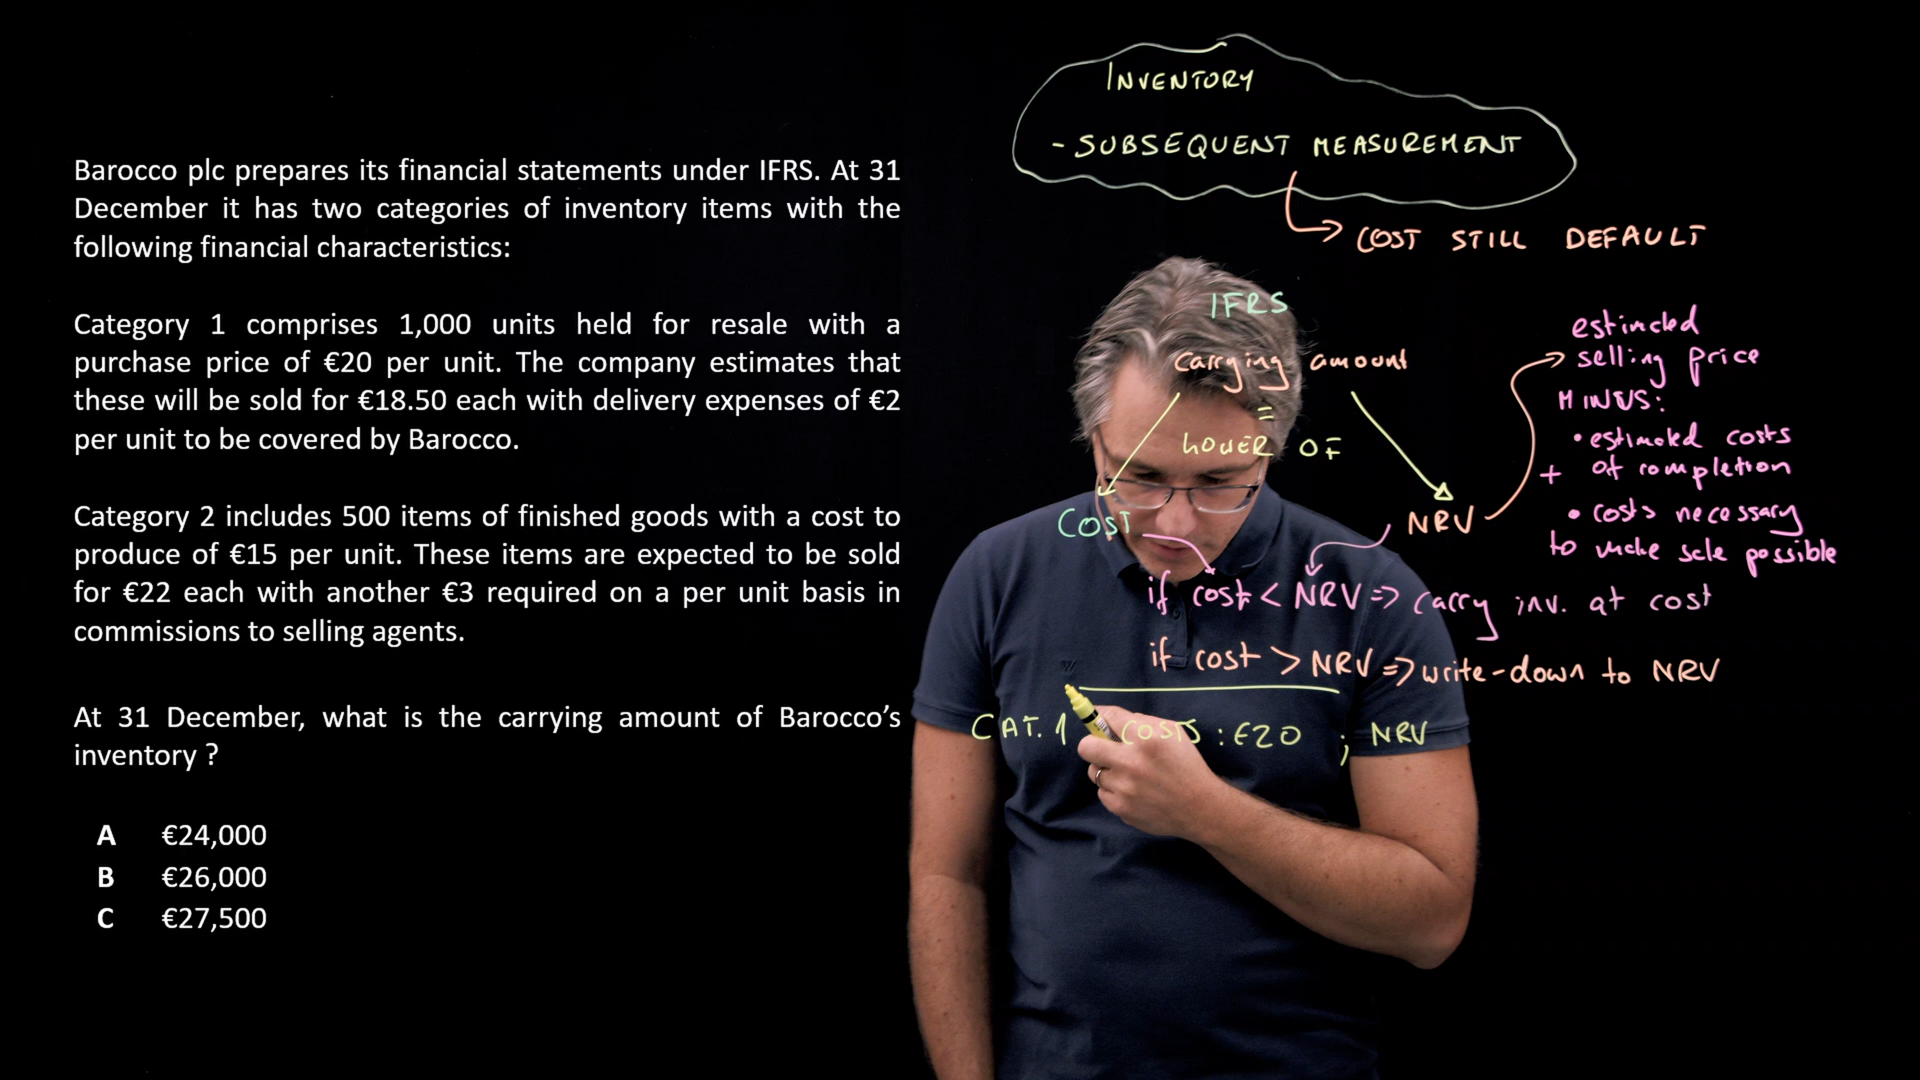 Barocco plc prepares its financial statements under IFRS. At 31
December it has two categories of inventory items with the
following financial characteristics:
Category 1 comprises 1,000 units held for resale with a
purchase price of €20 per unit. The company estimates that
these will be sold for €18.50 each with delivery expenses of €2
per unit to be covered by Barocco.
Category 2 includes 500 items of finished goods with a cost to
produce of €15 per unit. These items are expected to be sold
for €22 each with another €3 required on a per unit basis in
commissions to selling agents.
At 31 December, what is the carrying amount of Barocco’s
inventory ?
A €24,000
B €26,000
C €27,500
INVENTORY
- SUBSEQUENT MEASUREMENT
COST STILL DEFAULT
IFRS
carrying amount
=
LOWER OF
COST
NRV
estimated
selling price
MINUS:
• estimated costs
+ of completion
• costs necessary
to make sale possible
if cost < NRV => carry inv. at cost
if cost > NRV => write-down to NRV
CAT. 1 COSTS : €20 ; NRV